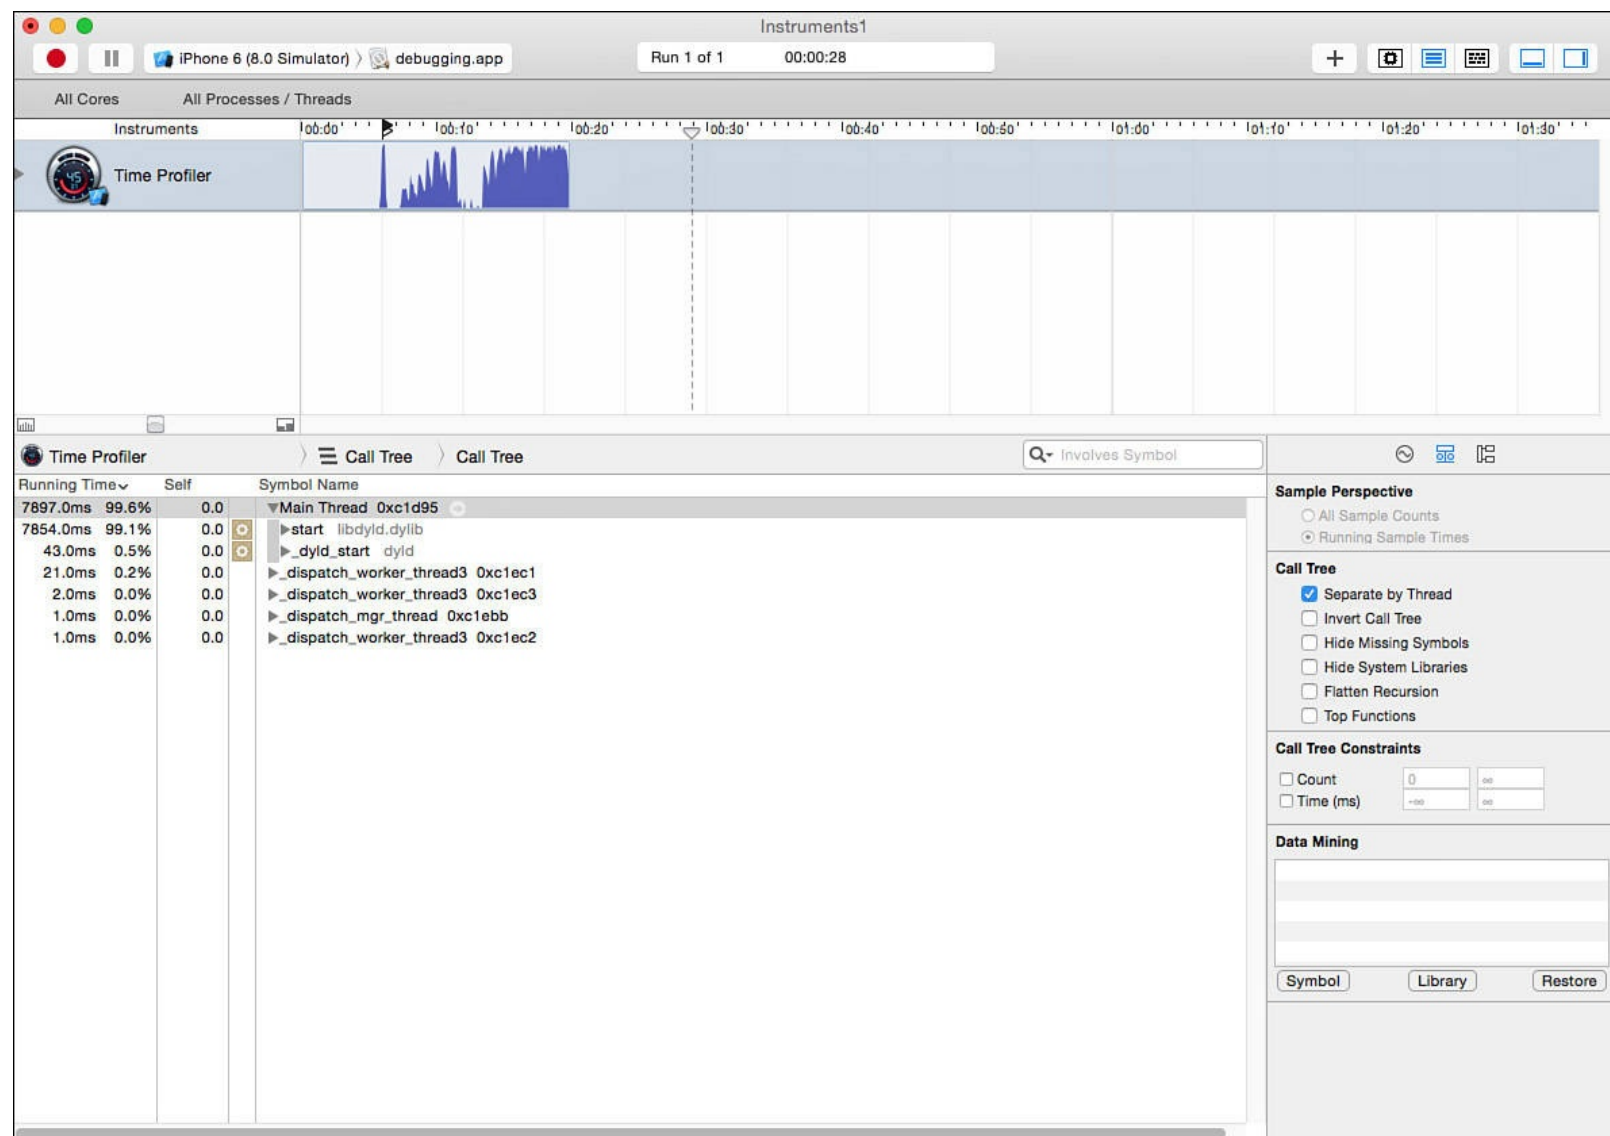 Instruments1
iPhone 6 (8.0 Simulator) debugging.app Run 1 of 1 00:00:28
All Cores All Processes / Threads
Instruments 00:00 00:10 00:20 00:30 00:40 00:50 01:00 01:10 01:20 01:30
Time Profiler
Time Profiler Call Tree Call Tree Involves Symbol
Running Time Self Symbol Name
7897.0ms 99.6% 0.0 Main Thread 0xc1d95
7854.0ms 99.1% 0.0 start libdyld.dylib
43.0ms 0.5% 0.0 _dyld_start dyld
21.0ms 0.2% 0.0 _dispatch_worker_thread3 0xc1ec1
2.0ms 0.0% 0.0 _dispatch_worker_thread3 0xc1ec3
1.0ms 0.0% 0.0 _dispatch_mgr_thread 0xc1ebb
1.0ms 0.0% 0.0 _dispatch_worker_thread3 0xc1ec2
Sample Perspective
All Sample Counts
Running Sample Times
Call Tree
Separate by Thread
Invert Call Tree
Hide Missing Symbols
Hide System Libraries
Flatten Recursion
Top Functions
Call Tree Constraints
Count 0 ∞
Time (ms) -∞ ∞
Data Mining
Symbol Library Restore